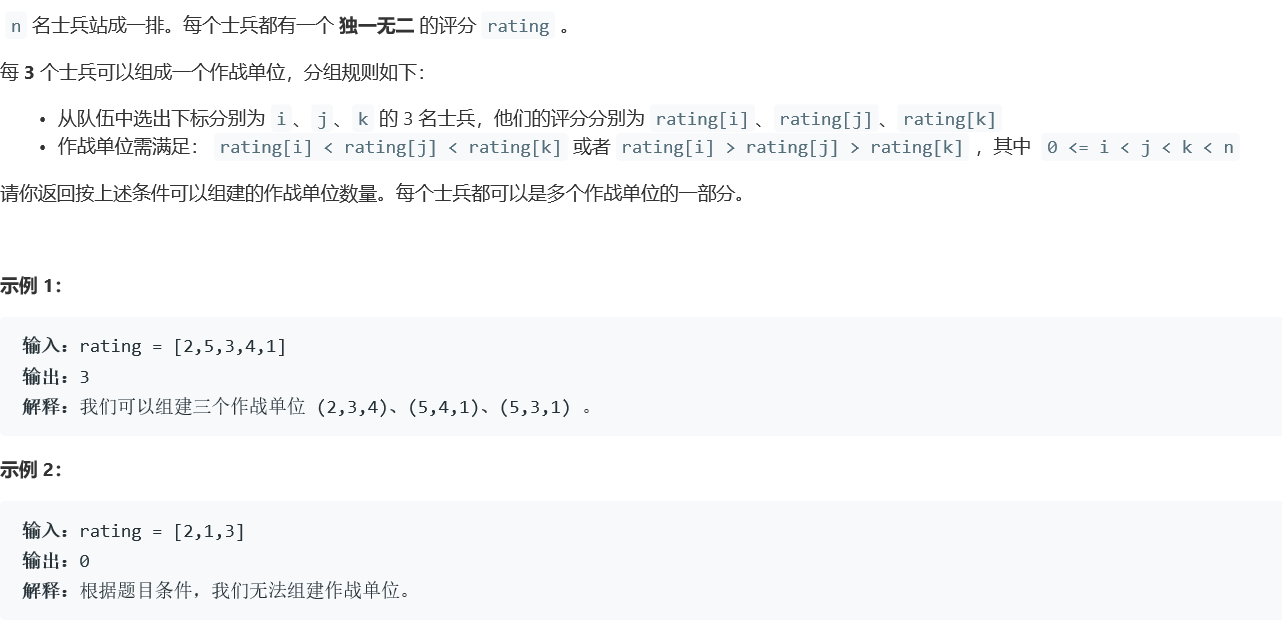 n 名士兵站成一排。每个士兵都有一个 独一无二 的评分 rating 。
每 3 个士兵可以组成一个作战单位，分组规则如下：
• 从队伍中选出下标分别为 i 、 j 、 k 的 3 名士兵，他们的评分分别为 rating[i] 、 rating[j] 、 rating[k]
• 作战单位需满足： rating[i] < rating[j] < rating[k] 或者 rating[i] > rating[j] > rating[k] ，其中 0 <= i < j < k < n
请你返回按上述条件可以组建的作战单位数量。每个士兵都可以是多个作战单位的一部分。
示例 1：
输入：rating = [2,5,3,4,1]
输出：3
解释：我们可以组建三个作战单位 (2,3,4)、(5,4,1)、(5,3,1) 。
示例 2：
输入：rating = [2,1,3]
输出：0
解释：根据题目条件，我们无法组建作战单位。